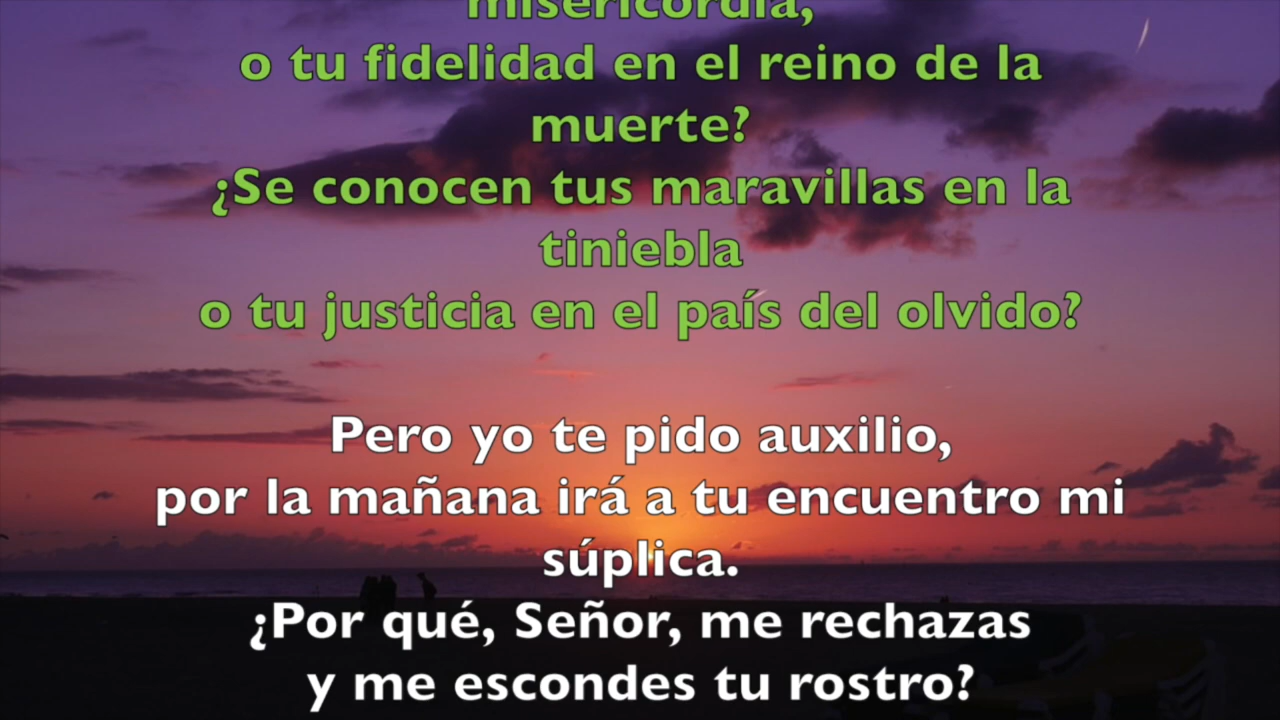 misericordia,
o tu fidelidad en el reino de la
muerte?
¿Se conocen tus maravillas en la
tiniebla
o tu justicia en el país del olvido?
Pero yo te pido auxilio,
por la mañana irá a tu encuentro mi
súplica.
¿Por qué, Señor, me rechazas
y me escondes tu rostro?